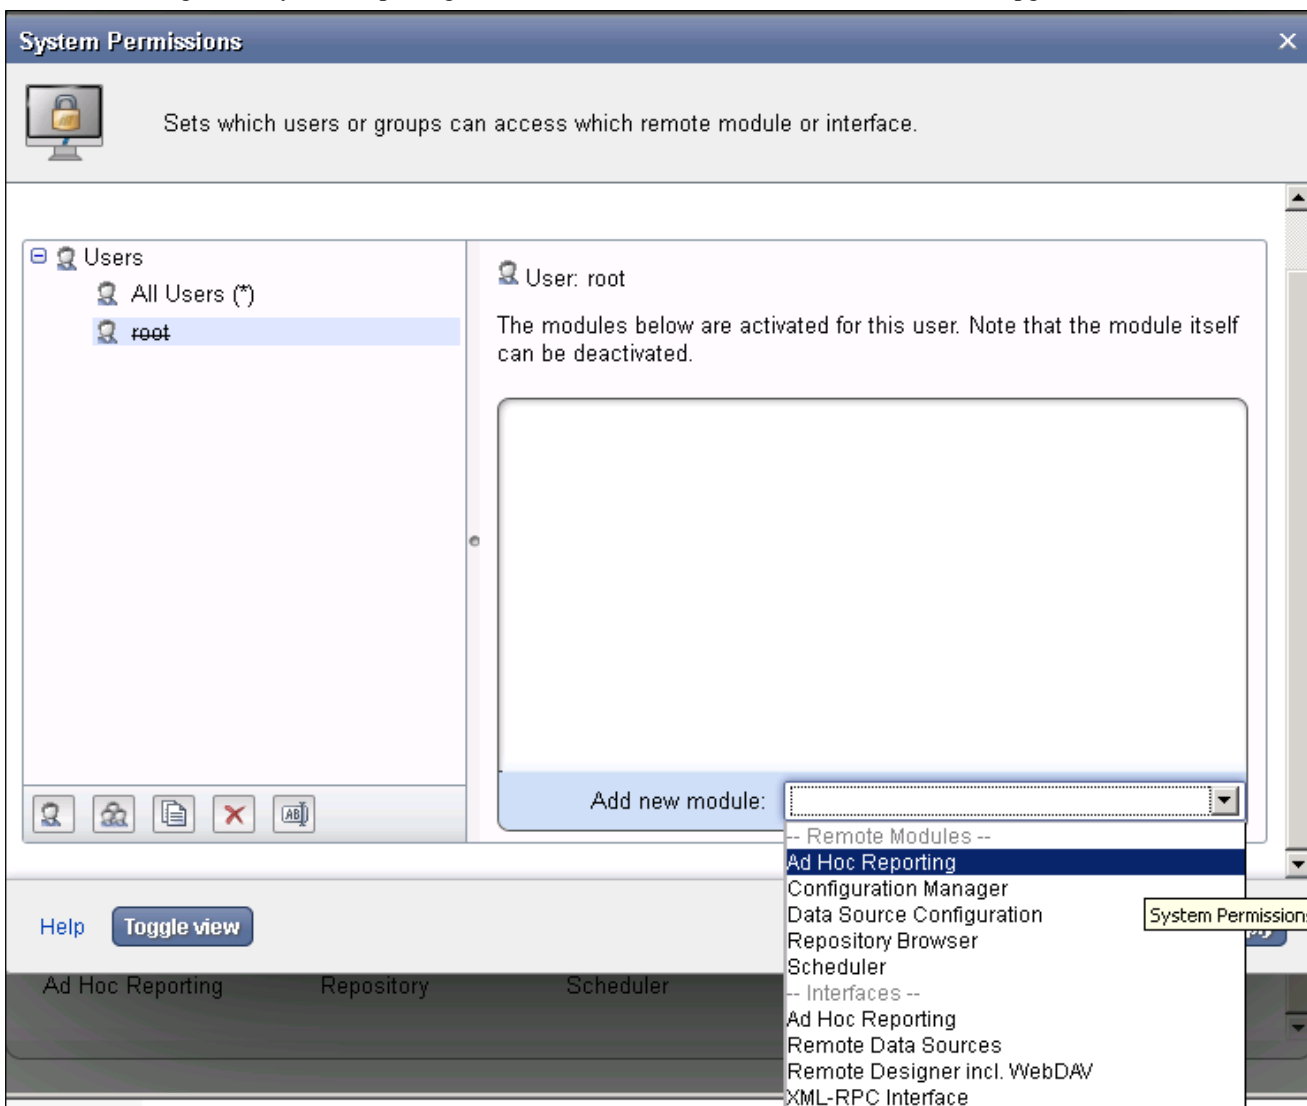 System Permissions
Sets which users or groups can access which remote module or interface.
Users
All Users (*)
root
User: root
The modules below are activated for this user. Note that the module itself
can be deactivated.
Add new module:
-- Remote Modules --
Ad Hoc Reporting
Configuration Manager
Data Source Configuration
Repository Browser
Scheduler
-- Interfaces --
Ad Hoc Reporting
Remote Data Sources
Remote Designer incl. WebDAV
XML-RPC Interface
System Permissions
Help
Toggle view
Ad Hoc Reporting
Repository
Scheduler